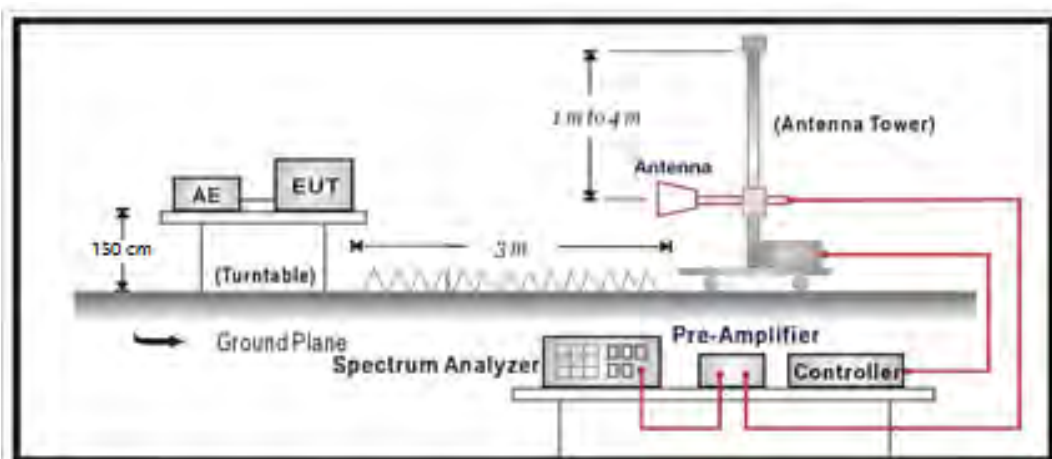 1 m to 4 m
(Antenna Tower)
Antenna
AE
EUT
150 cm
3 m
(Turntable)
Ground Plane
Pre-Amplifier
Spectrum Analyzer
Controller